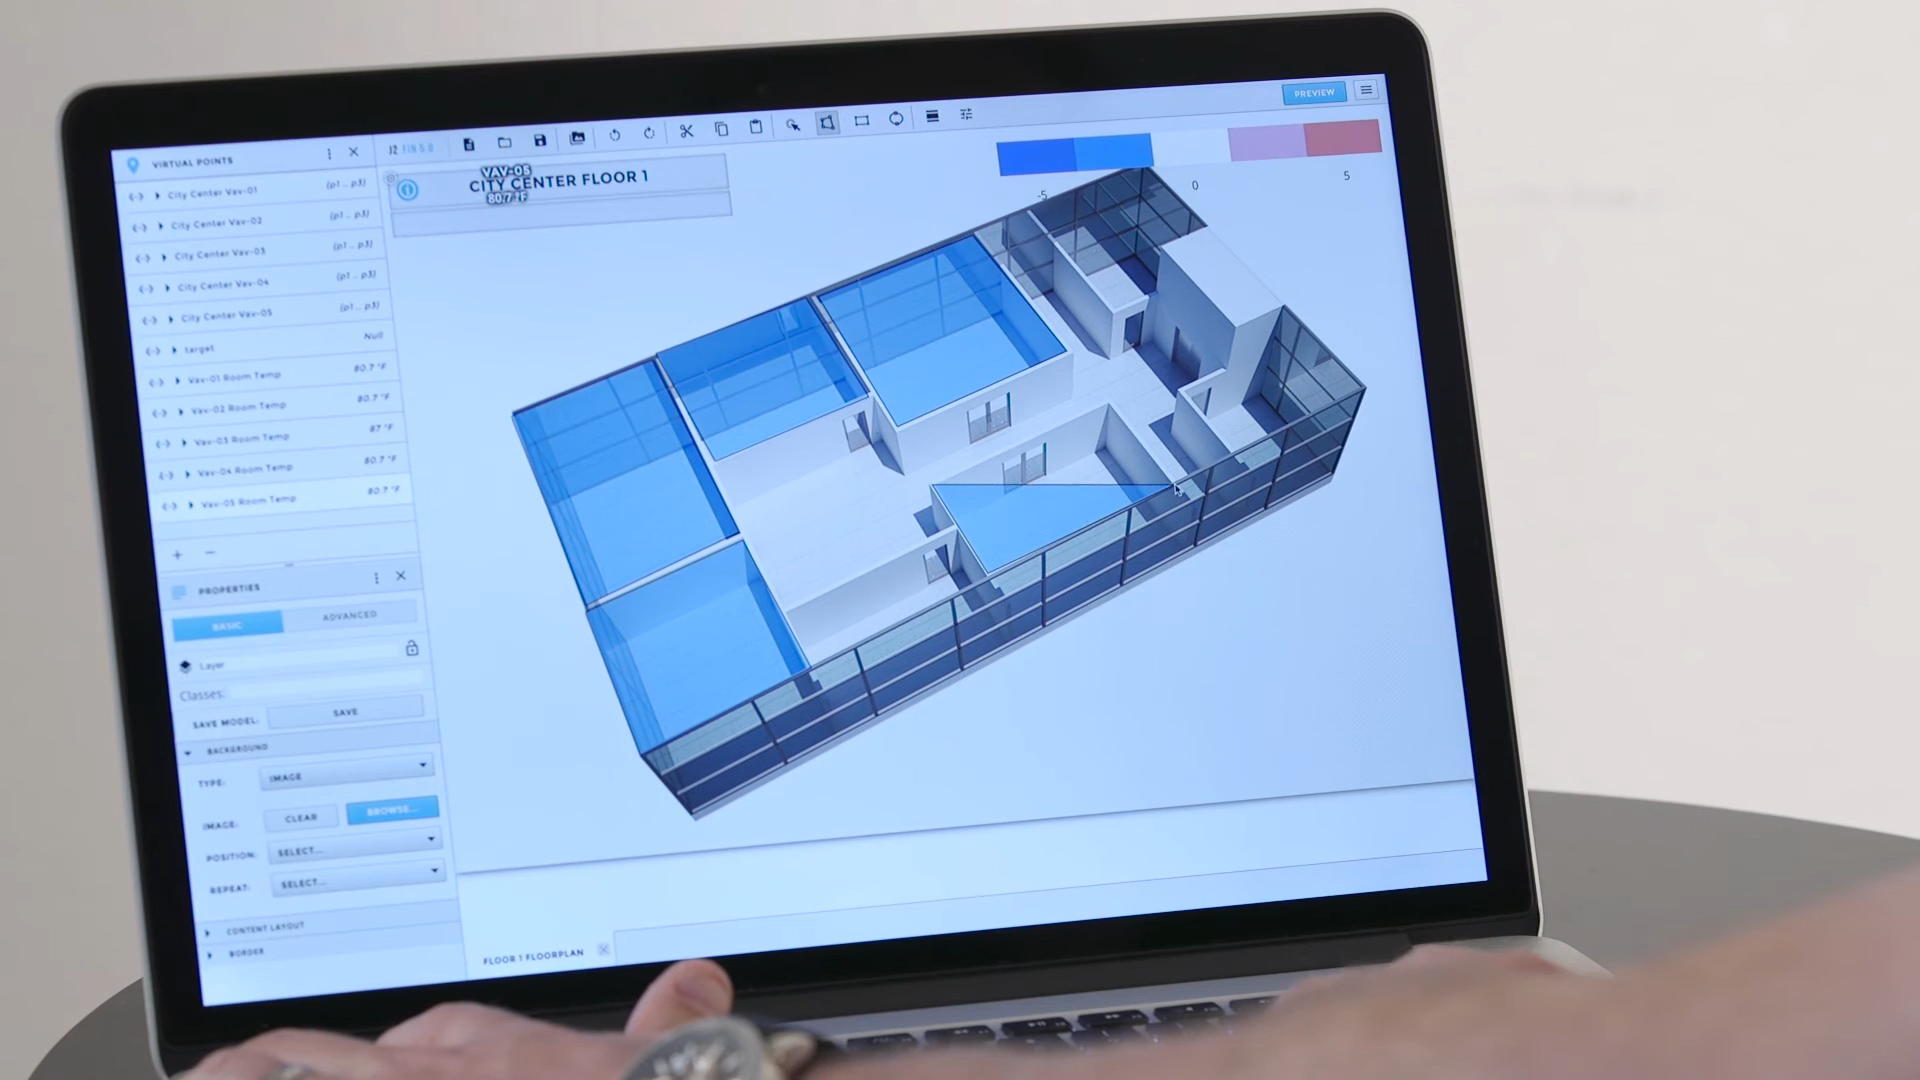 PREVIEW
J2 FIN 5.0
VIRTUAL POINTS
City Center Vav-01 (p1 .. p3)
City Center Vav-02 (p1 .. p3)
City Center Vav-03 (p1 .. p3)
City Center Vav-04 (p1 .. p3)
City Center Vav-05 (p1 .. p3)
target Null
Vav-01 Room Temp 80.7 °F
Vav-02 Room Temp 80.7 °F
Vav-03 Room Temp 87 °F
Vav-04 Room Temp 80.7 °F
Vav-05 Room Temp 80.7 °F
PROPERTIES
BASIC ADVANCED
Layer
Classes:
SAVE MODEL: SAVE
BACKGROUND
TYPE: IMAGE
IMAGE: CLEAR BROWSE...
POSITION: SELECT...
REPEAT: SELECT...
CONTENT LAYOUT
BORDER
VAV-05
CITY CENTER FLOOR 1
80.7 °F
-5 0 5
FLOOR 1 FLOORPLAN